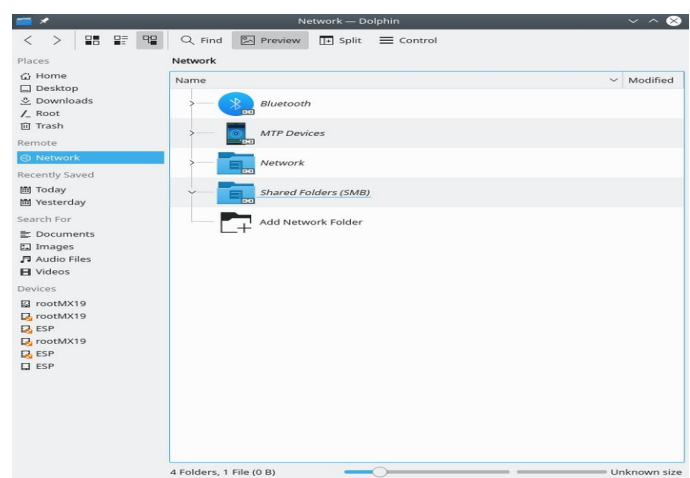 Network — Dolphin
Find Preview Split Control
Places
Home
Desktop
Downloads
Root
Trash
Remote
Network
Recently Saved
Today
Yesterday
Search For
Documents
Images
Audio Files
Videos
Devices
rootMX19
rootMX19
ESP
rootMX19
ESP
ESP
Network
Name Modified
Bluetooth
MTP Devices
Network
Shared Folders (SMB)
Add Network Folder
4 Folders, 1 File (0 B) Unknown size